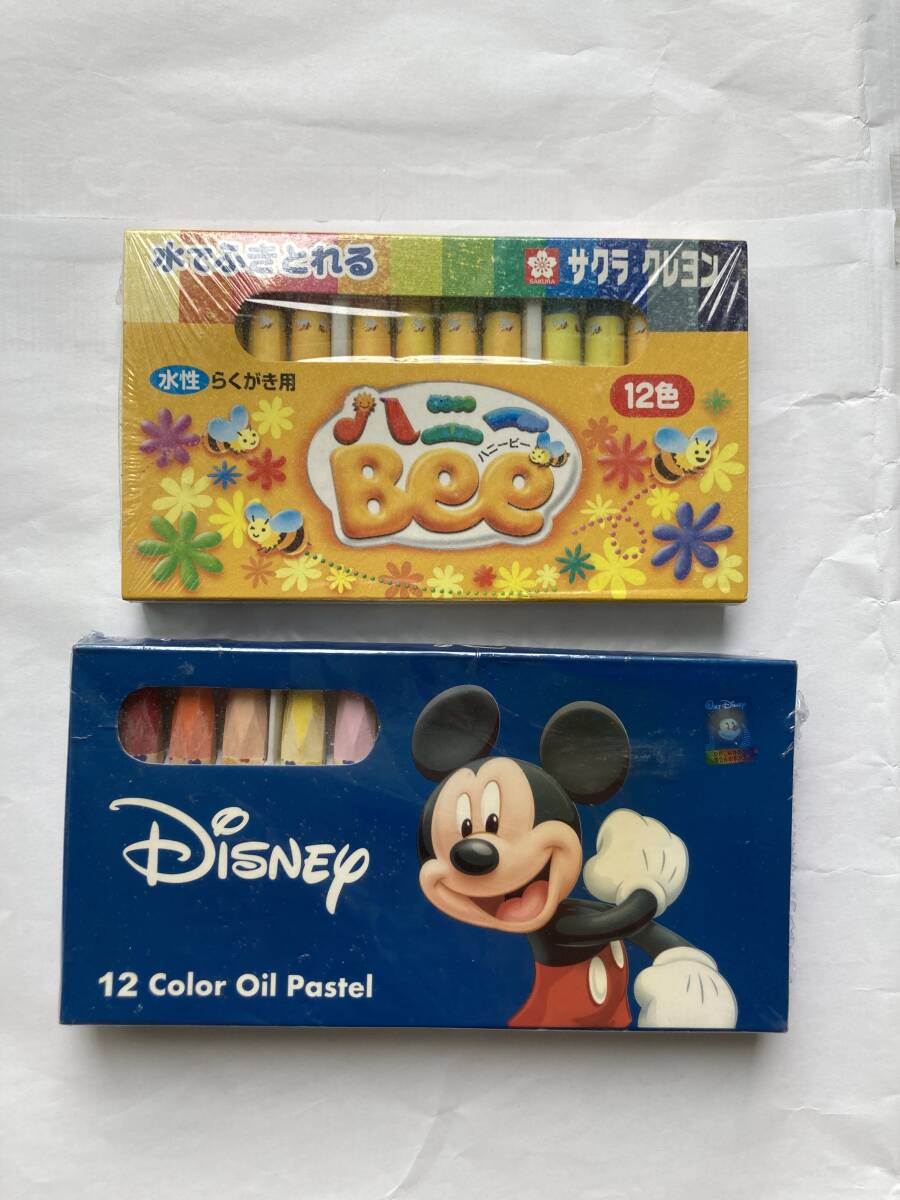 水でふきとれる
SAKURA
サクラ クレヨン
水性 らくがき用
12色
ハニー
ハニービー
Bee
WALT DISNEY
DISNEY
12 Color Oil Pastel